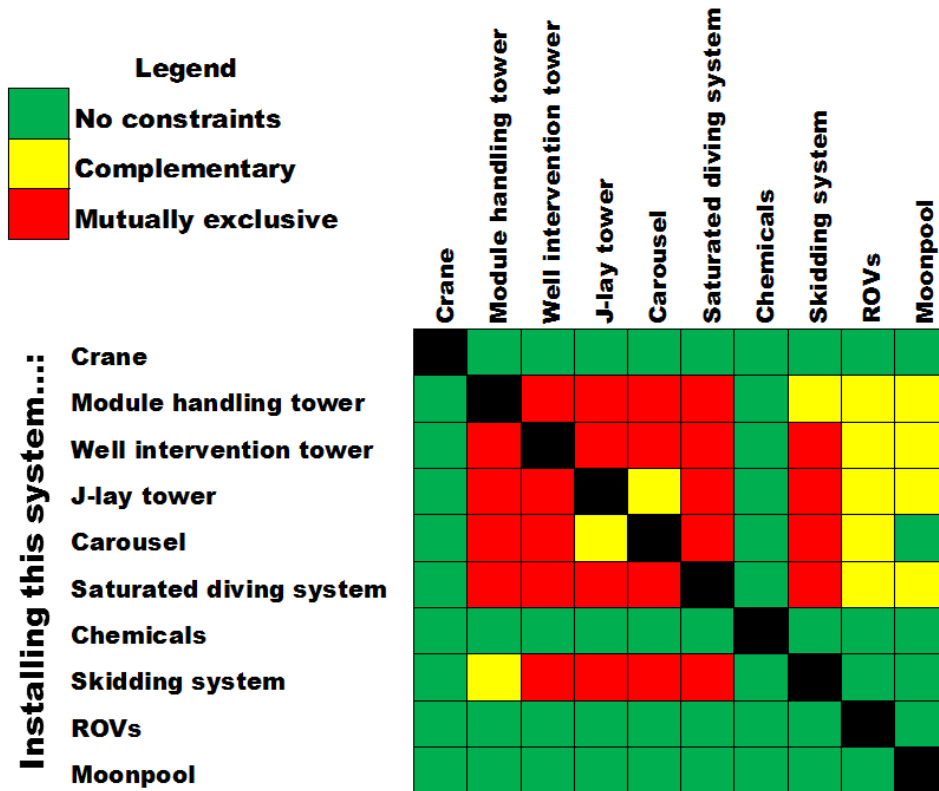 Legend
No constraints
Complementary
Mutually exclusive
Crane
Module handling tower
Well intervention tower
J-lay tower
Carousel
Saturated diving system
Chemicals
Skiddding system
ROVs
Moonpool
Installing this system...:
Crane
Module handling tower
Well intervention tower
J-lay tower
Carousel
Saturated diving system
Chemicals
Skidding system
ROVs
Moonpool